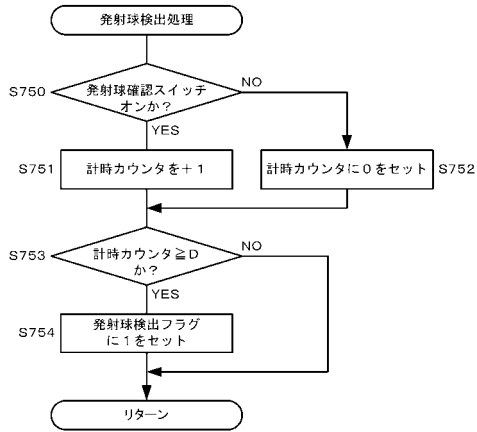 発射球検出処理
S750
発射球確認スイッチ
オンか？
NO
YES
S751
計時カウンタを＋１
計時カウンタに０をセット
S752
S753
計時カウンタ≧D
か？
NO
YES
S754
発射球検出フラグ
に１をセット
リターン